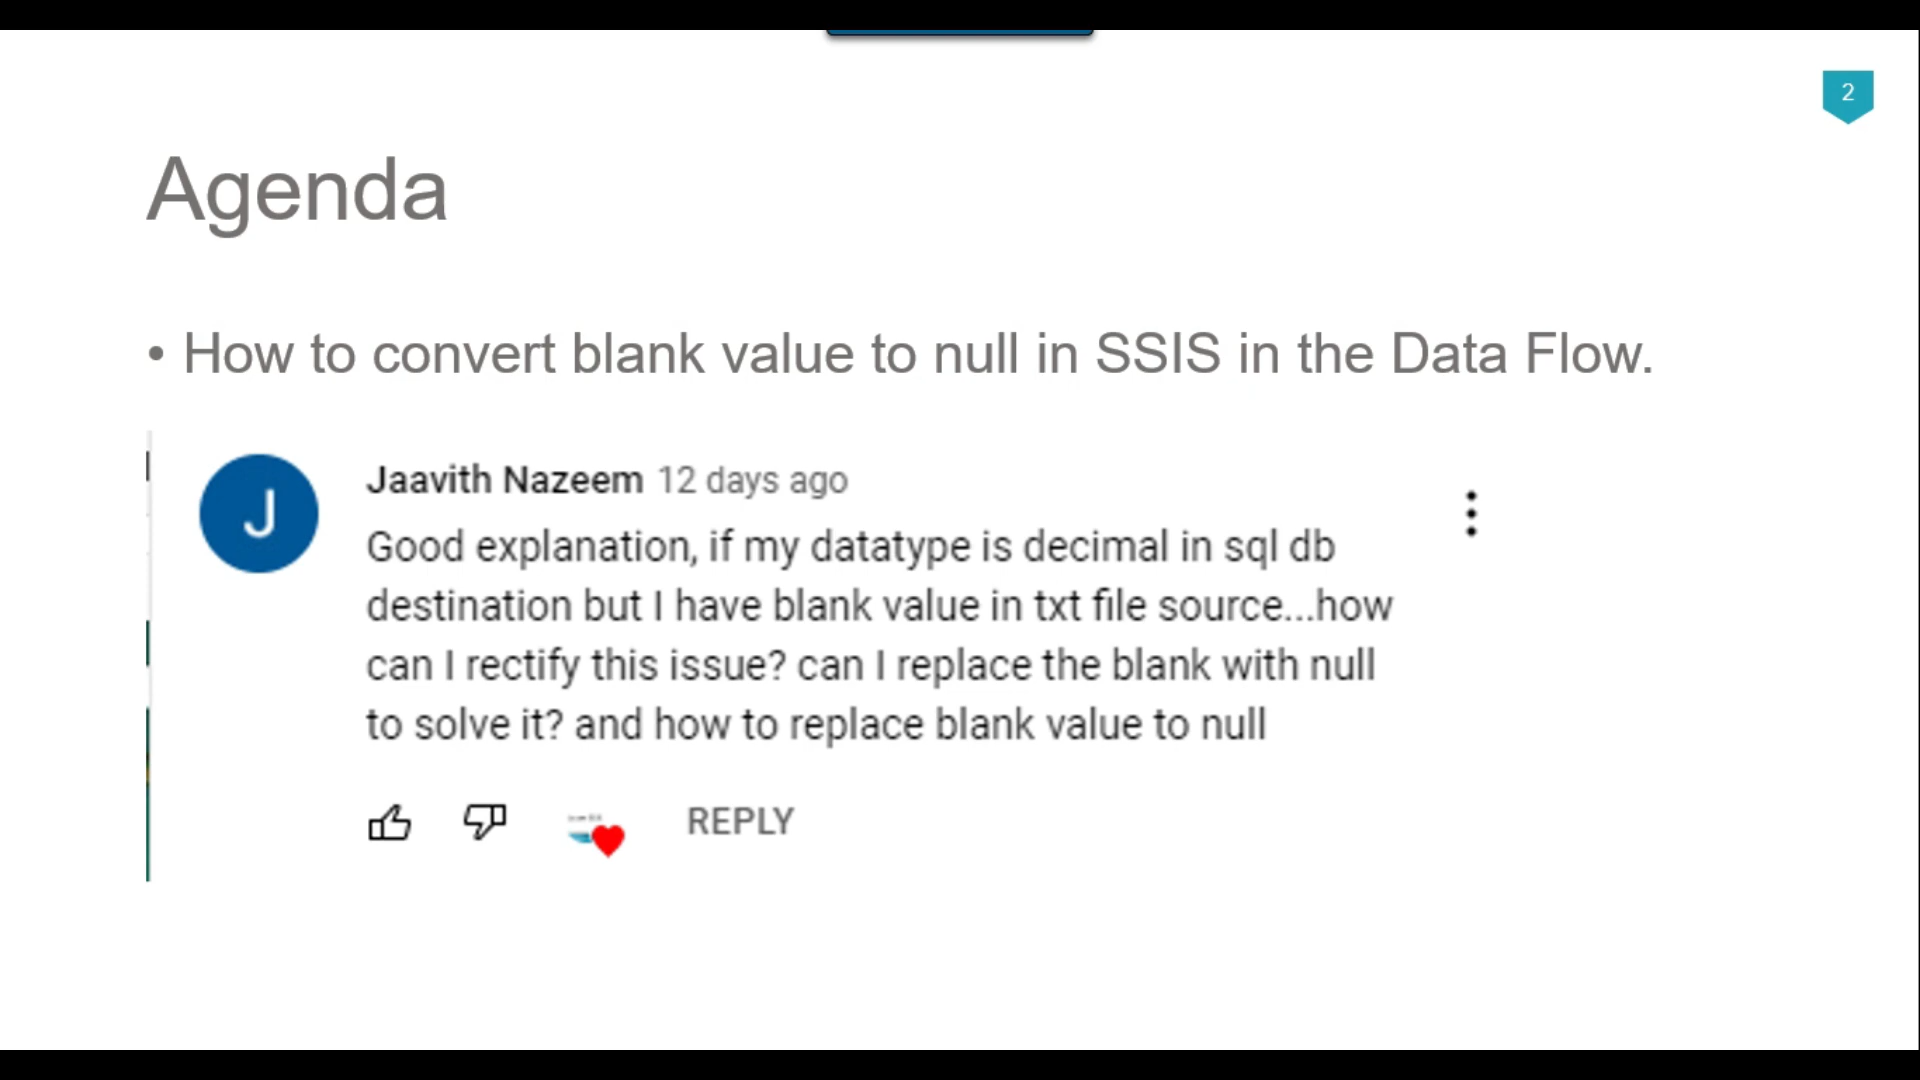 2
Agenda
• How to convert blank value to null in SSIS in the Data Flow.
J
Jaavith Nazeem 12 days ago
Good explanation, if my datatype is decimal in sql db
destination but I have blank value in txt file source...how
can I rectify this issue? can I replace the blank with null
to solve it? and how to replace blank value to null
REPLY